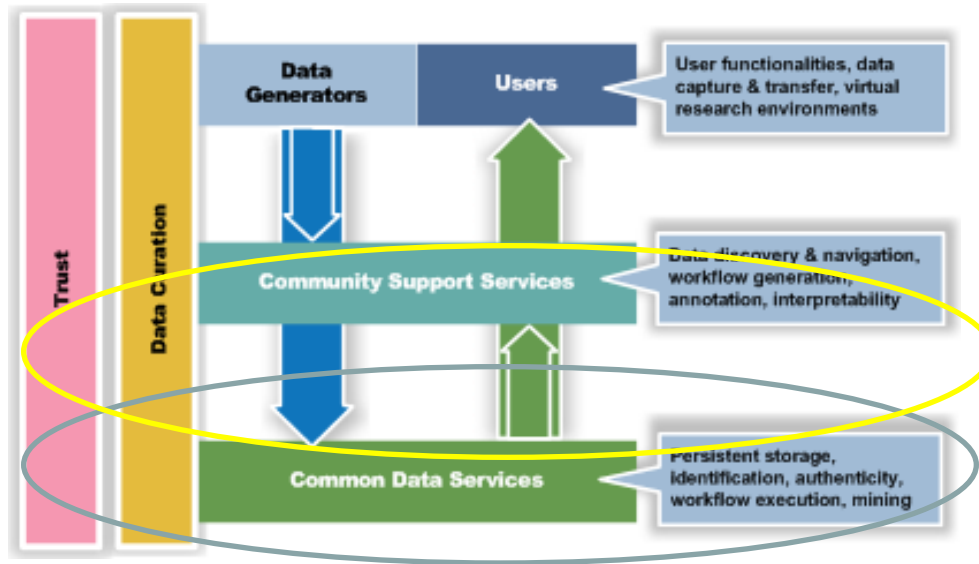 Trust
Data Curation
Data
Generators
Users
User functionalities, data
capture & transfer, virtual
research environments
Community Support Services
Data discovery & navigation,
workflow generation,
annotation, interpretability
Common Data Services
Persistent storage,
identification, authenticity,
workflow execution, mining